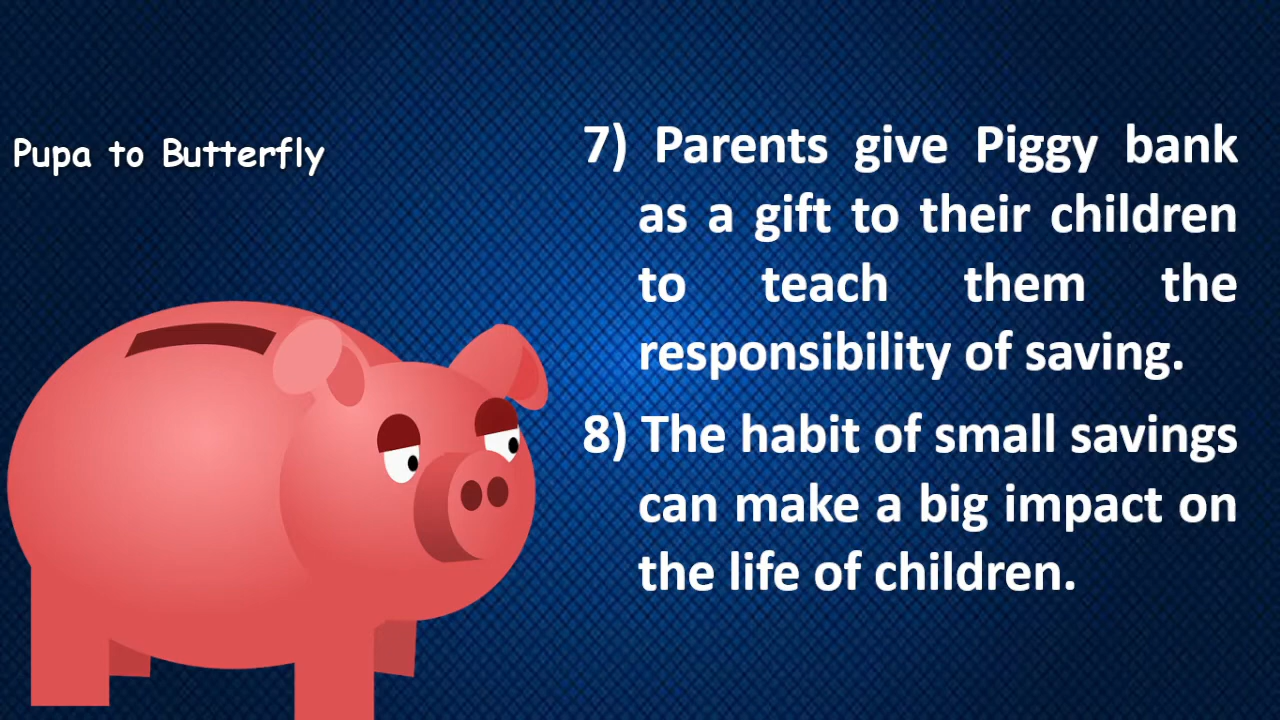 Pupa to Butterfly
7) Parents give Piggy bank
as a gift to their children
to teach them the
responsibility of saving.
8) The habit of small savings
can make a big impact on
the life of children.